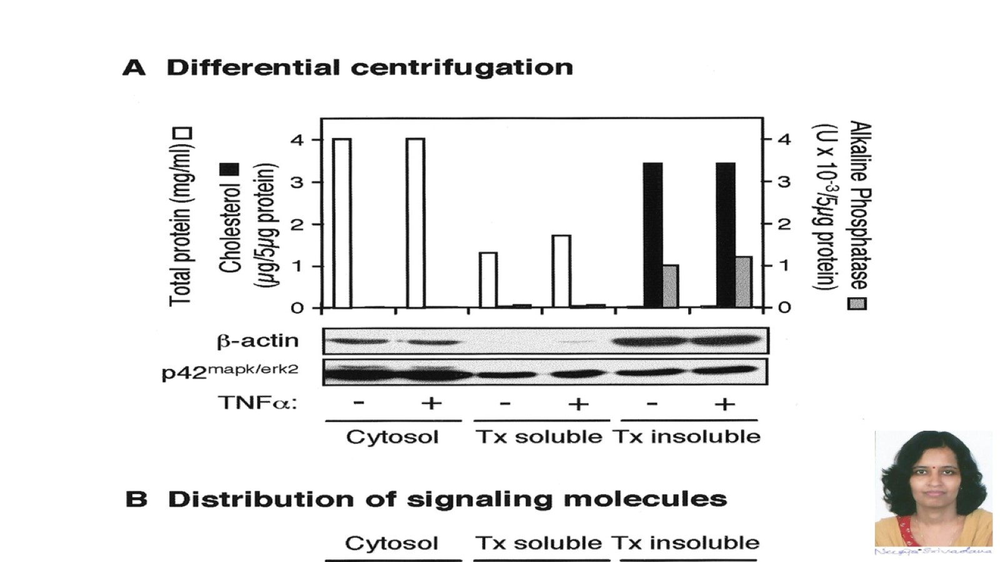 A Differential centrifugation
Total protein (mg/ml)
Cholesterol
(µg/5µg protein)
4
3
2
1
0
4
3
2
1
0
Alkaline Phosphatase
(U x 10-3/5µg protein)
β-actin
p42mapk/erk2
TNFα: - + - + - +
Cytosol Tx soluble Tx insoluble
B Distribution of signaling molecules
Cytosol Tx soluble Tx insoluble